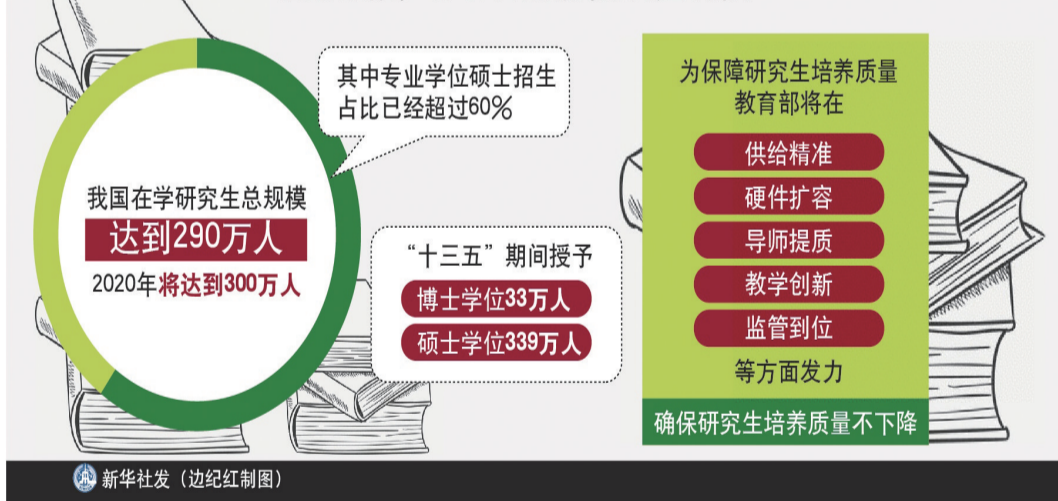 其中专业学位硕士招生
占比已经超过60%
我国在学研究生总规模
达到290万人
2020年将达到300万人
“十三五”期间授予
博士学位33万人
硕士学位339万人
为保障研究生培养质量
教育部将在
供给精准
硬件扩容
导师提质
教学创新
监管到位
等方面发力
确保研究生培养质量不下降
新华社发（边纪红制图）